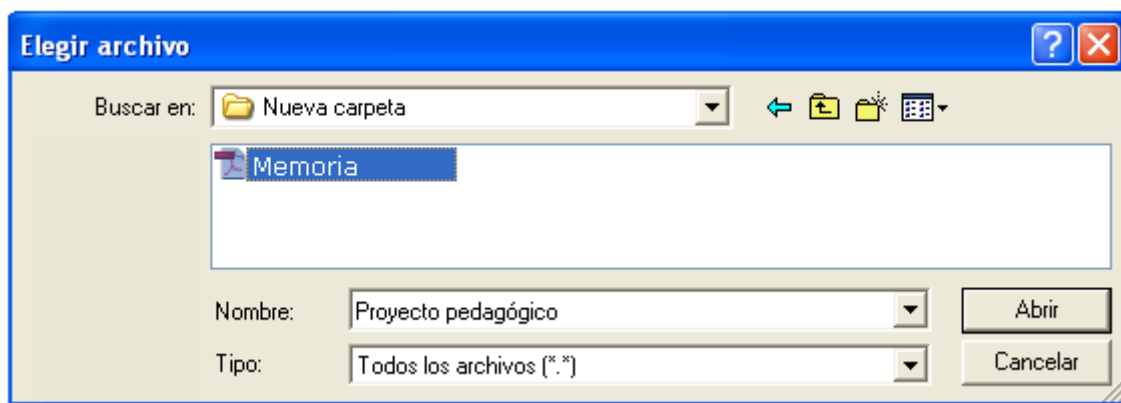 Elegir archivo
Buscar en: Nueva carpeta
Memoria
Nombre: Proyecto pedagógico Abrir
Tipo: Todos los archivos (*.*) Cancelar